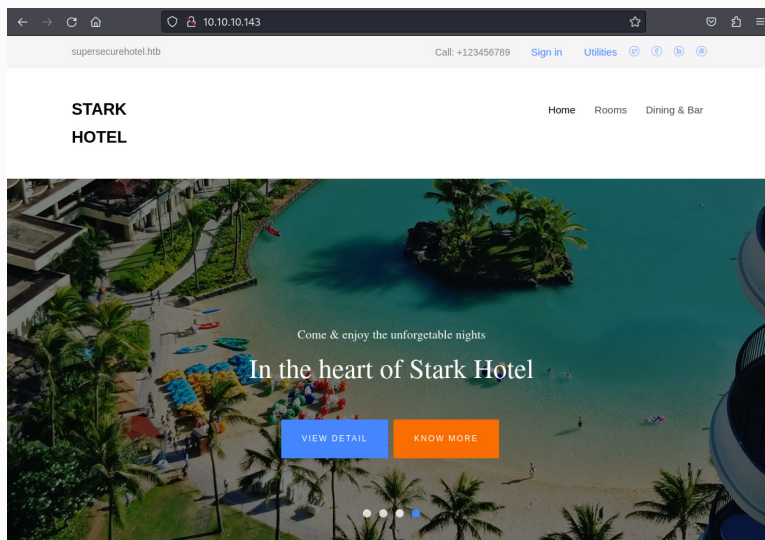 10.10.10.143
supersecurehotel.htb Call: +123456789 Sign in Utilities
STARK
HOTEL
Home Rooms Dining & Bar
Come & enjoy the unforgetable nights
In the heart of Stark Hotel
VIEW DETAIL KNOW MORE